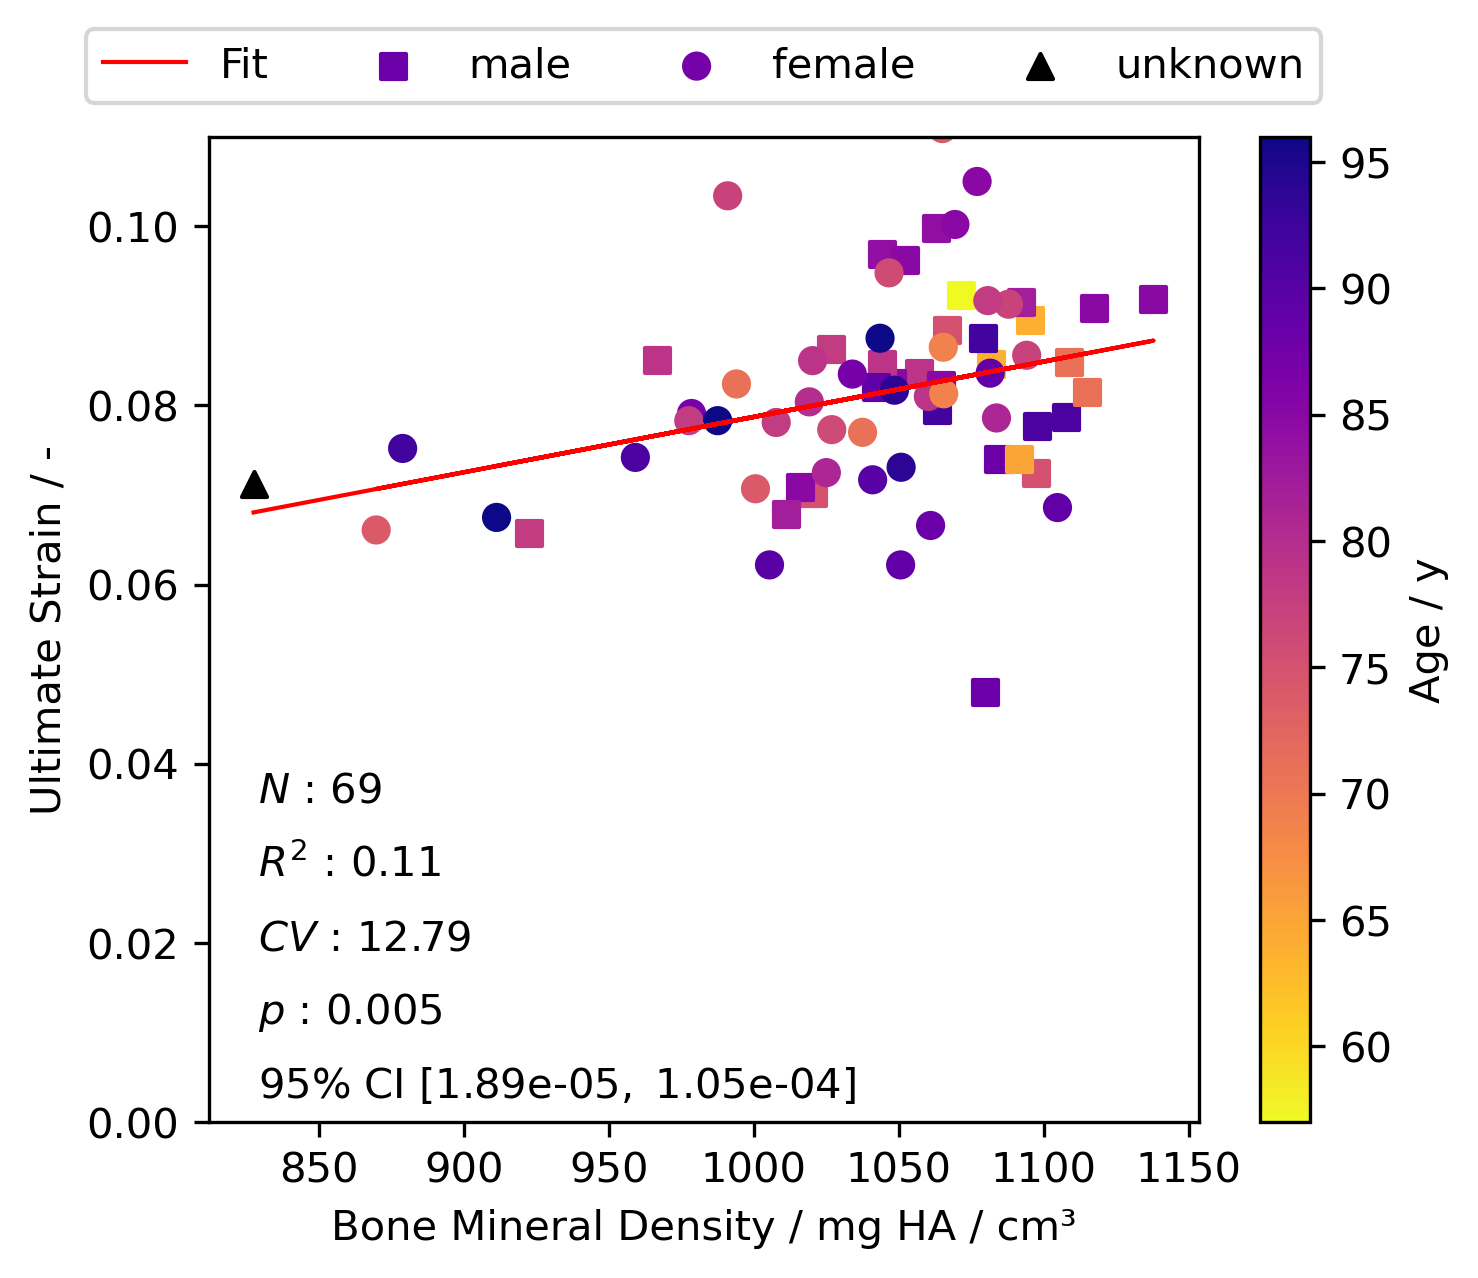 Fit male female unknown
0.10
0.08
0.06
0.04
0.02
0.00
Ultimate Strain / -
N : 69
R² : 0.11
CV : 12.79
p : 0.005
95% CI [1.89e-05, 1.05e-04]
850 900 950 1000 1050 1100 1150
Bone Mineral Density / mg HA / cm³
95
90
85
80
75
70
65
60
Age / y